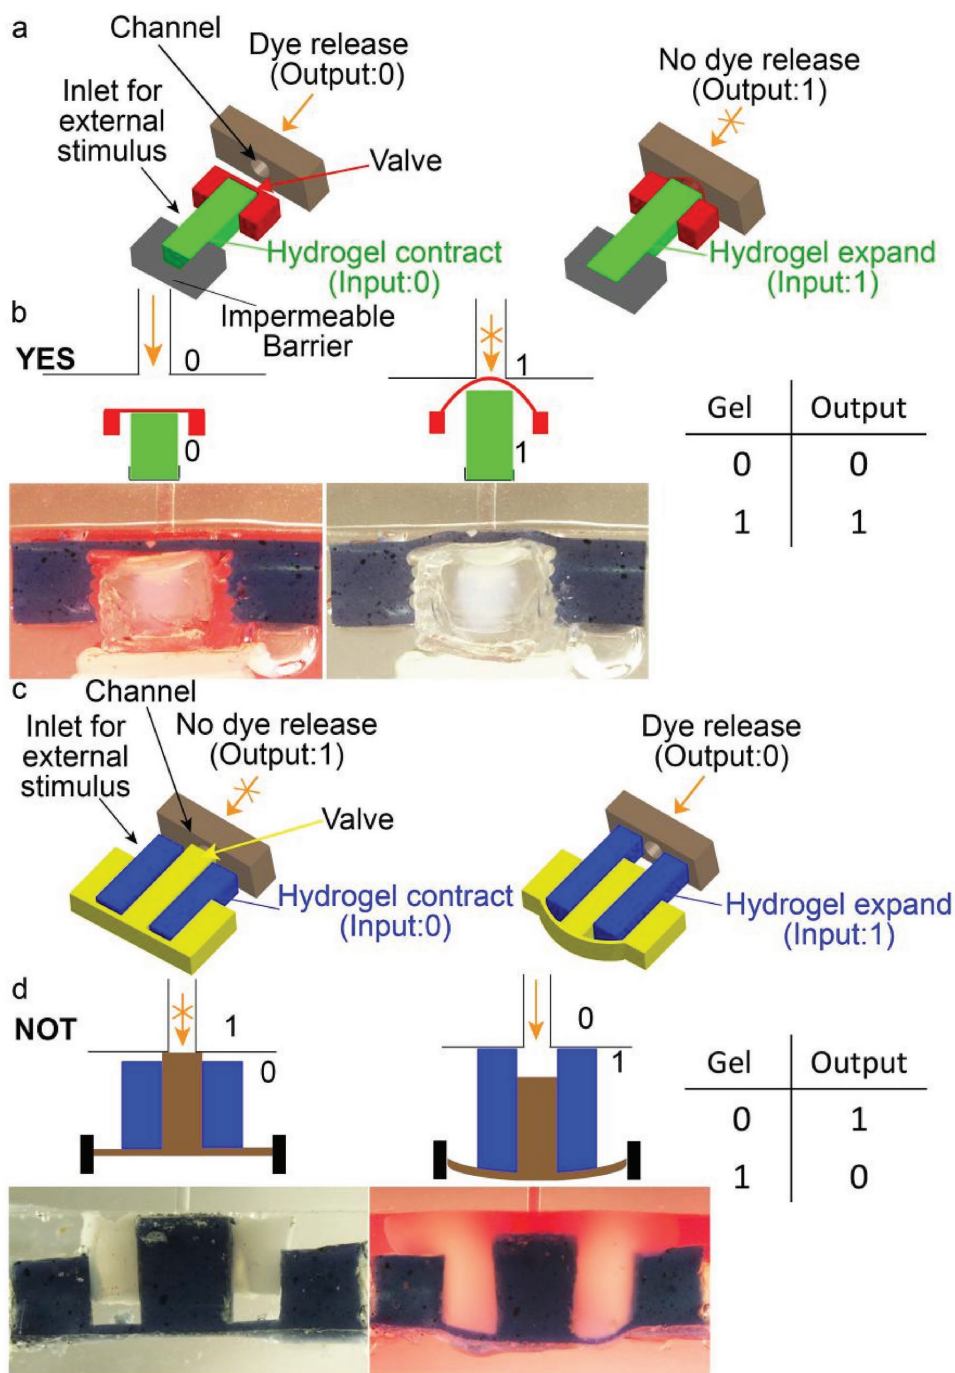 a
Channel
Dye release
(Output:0)
Inlet for
external
stimulus
Valve
Hydrogel contract
(Input:0)
Impermeable
Barrier
No dye release
(Output:1)
Hydrogel expand
(Input:1)
b
YES
0
0
1
1
Gel Output
0 0
1 1
c
Channel
Inlet for
external
stimulus
No dye release
(Output:1)
Valve
Hydrogel contract
(Input:0)
Dye release
(Output:0)
Hydrogel expand
(Input:1)
d
NOT
1
0
0
1
Gel Output
0 1
1 0